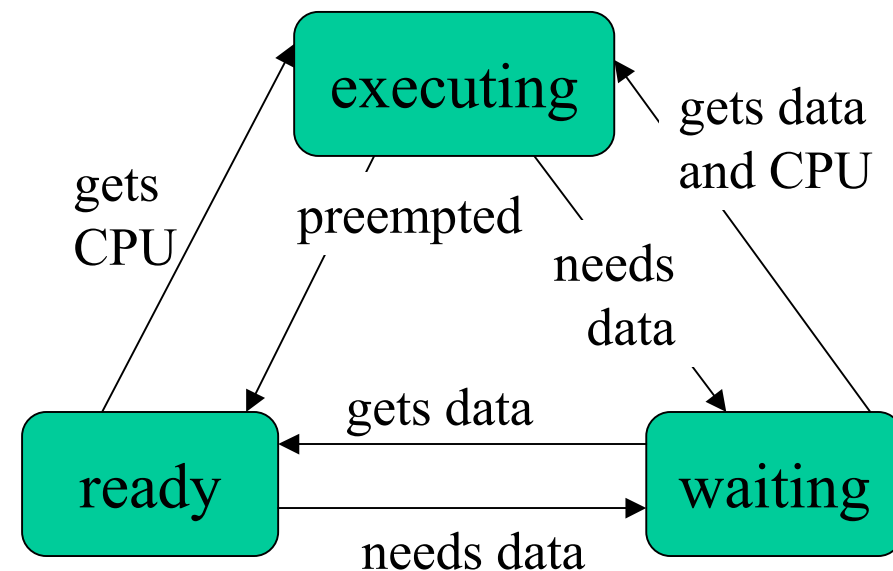 executing
gets data
and CPU
gets
CPU
preempted
needs
data
gets data
ready
waiting
needs data